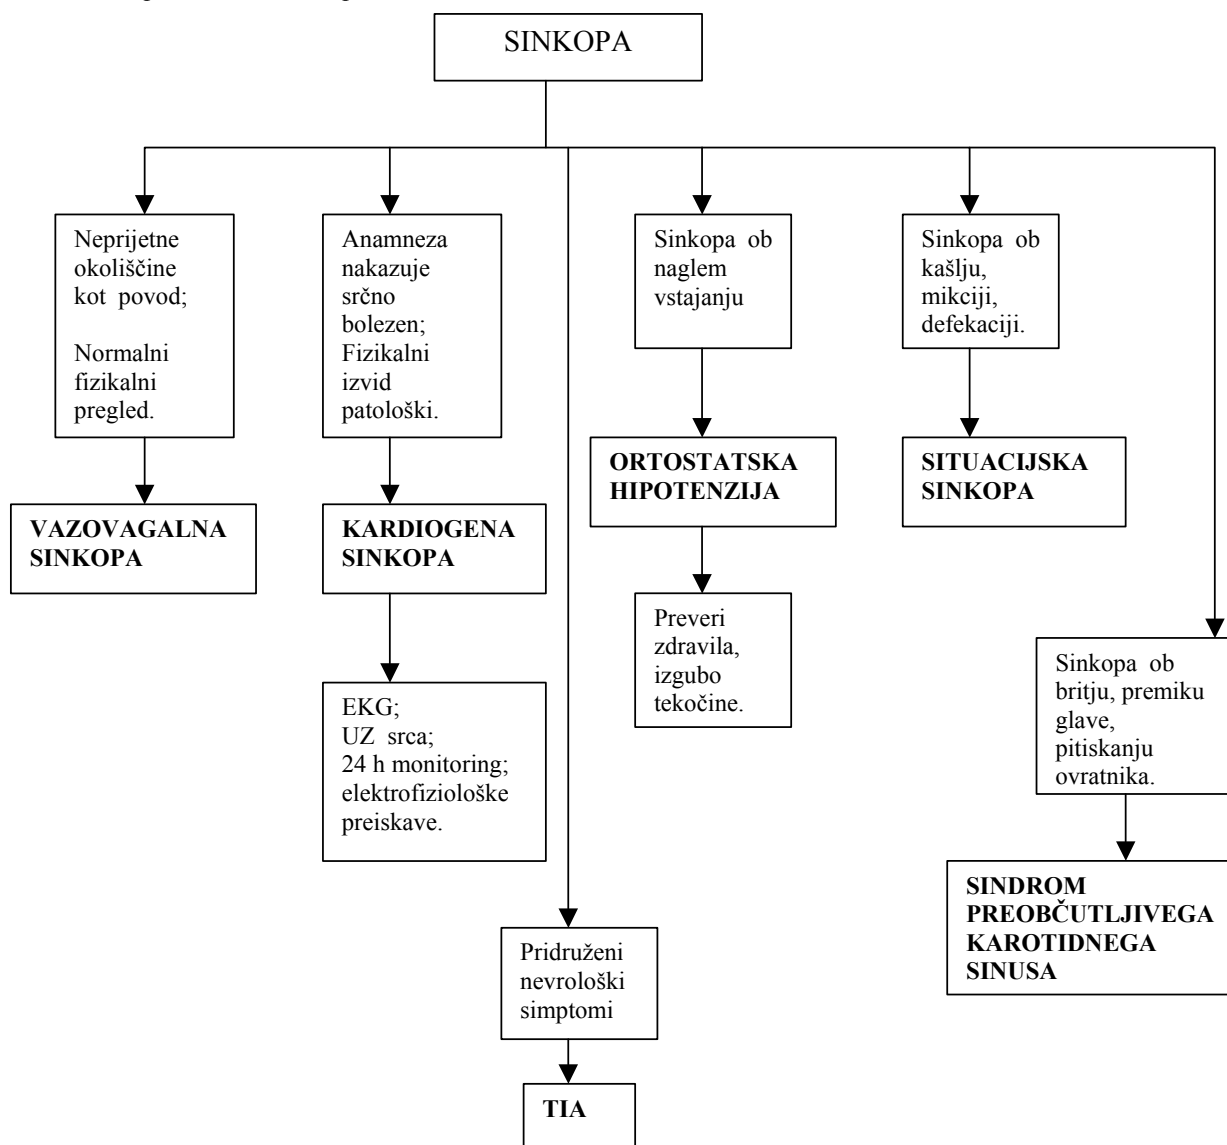 SINKOPA
Neprijetne
okoliščine
kot povod;
Normalni
fizikalni
pregled.
VAZOVAGALNA
SINKOPA
Anamneza
nakazuje
srčno
bolezen;
Fizikalni
izvid
patološki.
KARDIOGENA
SINKOPA
EKG;
UZ srca;
24 h monitoring;
elektrofiziološke
preiskave.
Pridruženi
nevrološki
simptomi
TIA
Sinkopa ob
naglem
vstajanju
ORTOSTATSKA
HIPOTENZIJA
Preveri
zdravila,
izgubo
tekočine.
Sinkopa ob
kašlju,
mikciji,
defekaciji.
SITUACIJSKA
SINKOPA
Sinkopa ob
britju, premiku
glave,
pitiskanju
ovratnika.
SINDROM
PREOBČUTLJIVEGA
KAROTIDNEGA
SINUSA